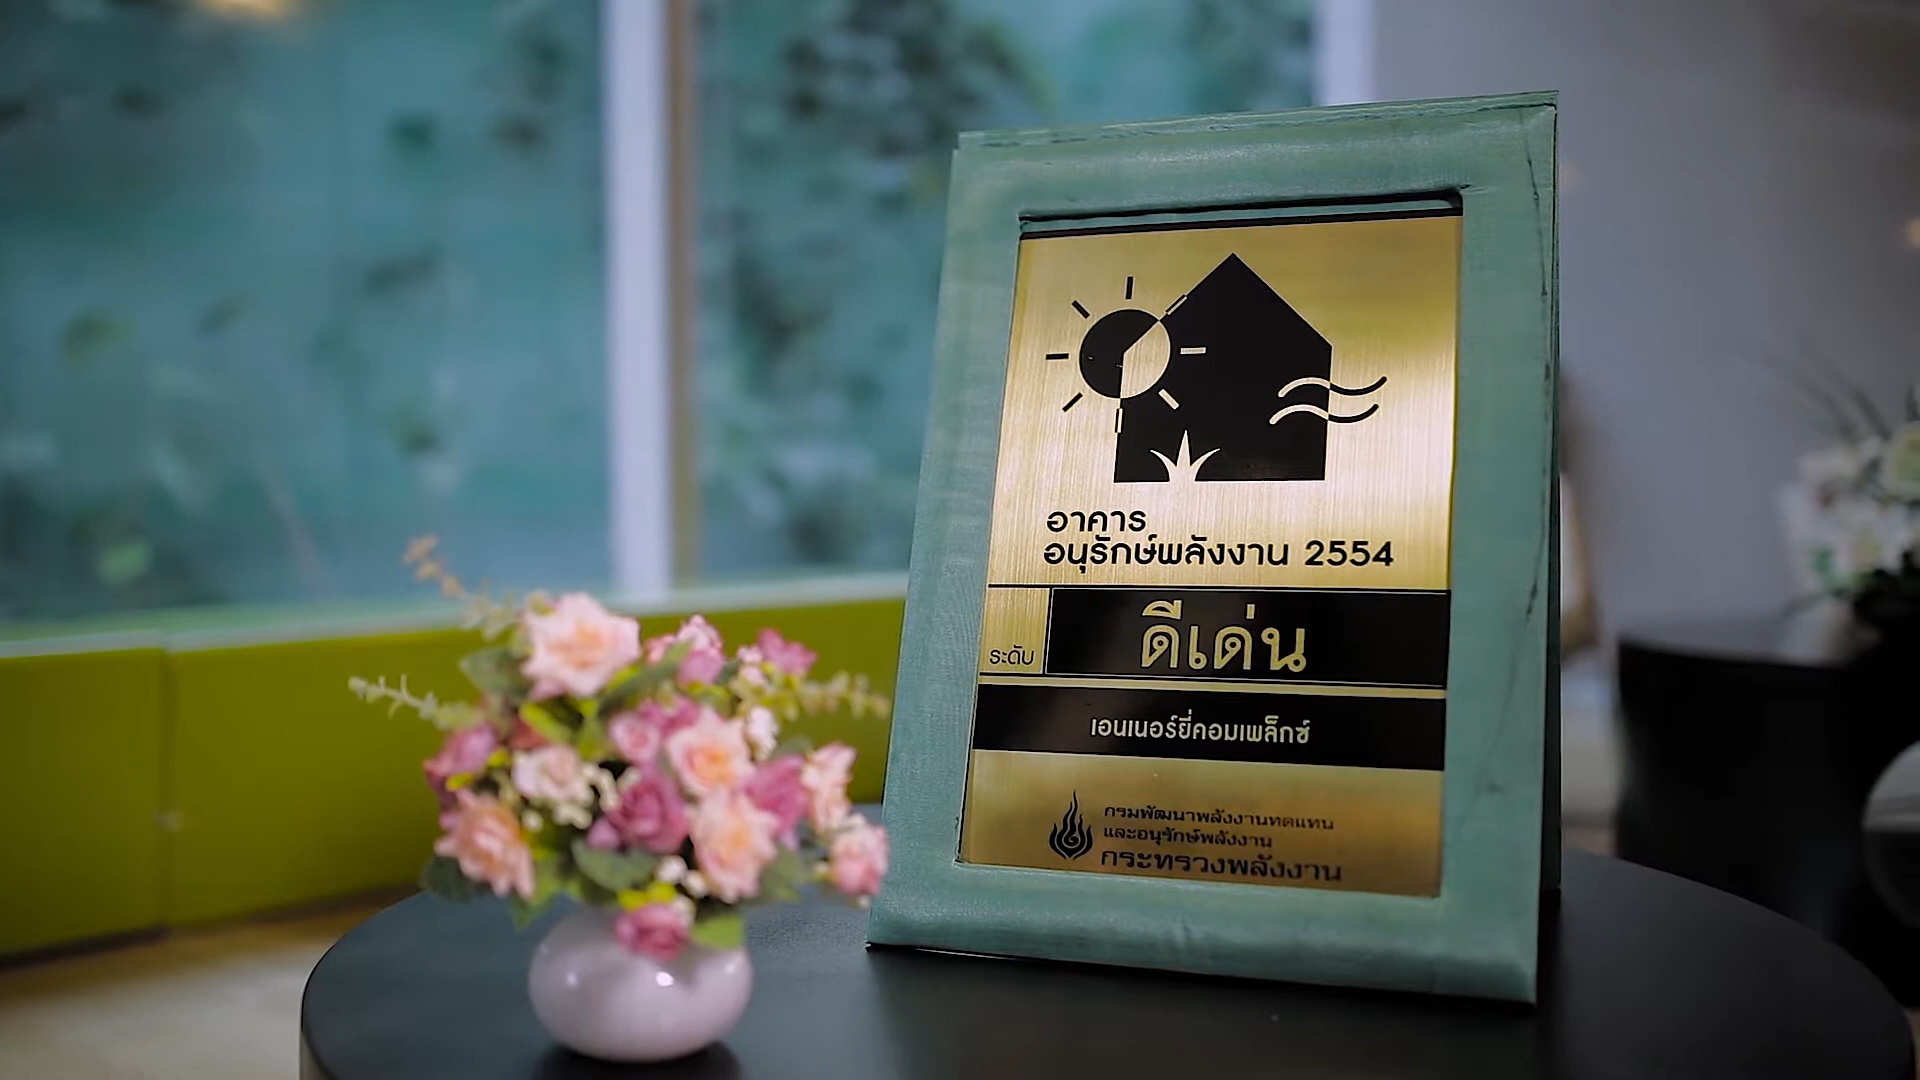 อาคาร
อนุรักษ์พลังงาน 2554
ระดับ ดีเด่น
เอนเนอร์ยี่คอมเพล็กซ์
กรมพัฒนาพลังงานทดแทน
และอนุรักษ์พลังงาน
กระทรวงพลังงาน